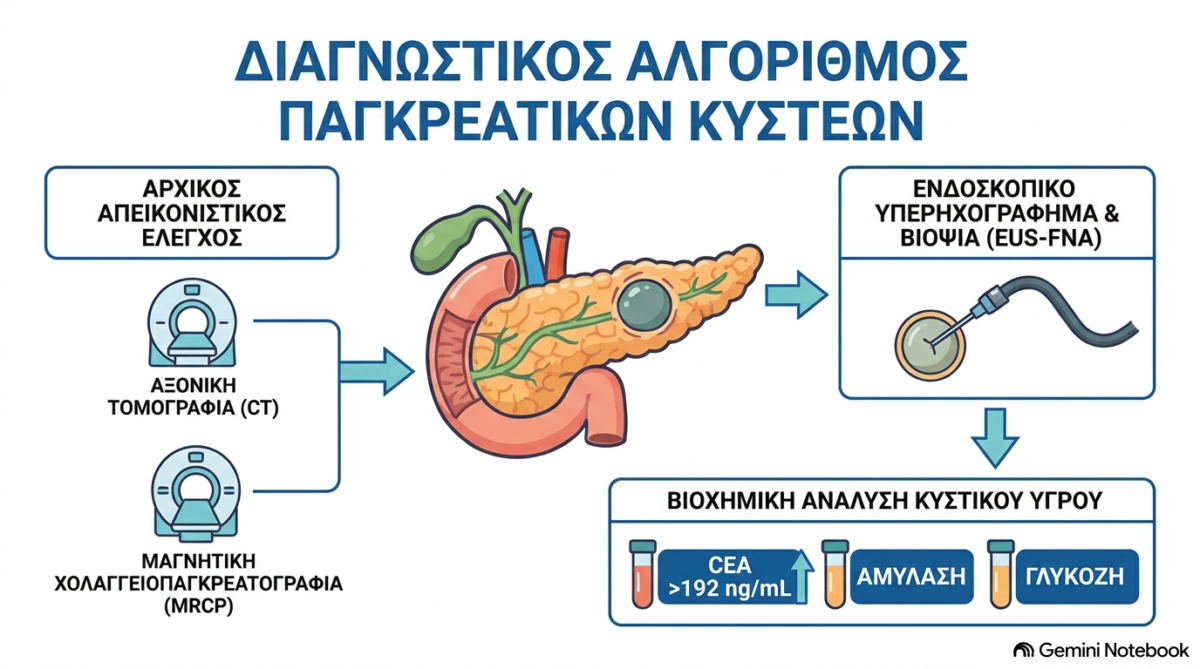 ΔΙΑΓΝΩΣΤΙΚΟΣ ΑΛΓΟΡΙΘΜΟΣ
ΠΑΓΚΡΕΑΤΙΚΩΝ ΚΥΣΤΕΩΝ
ΑΡΧΙΚΟΣ
ΑΠΕΙΚΟΝΙΣΤΙΚΟΣ
ΕΛΕΓΧΟΣ
ΑΞΟΝΙΚΗ
ΤΟΜΟΓΡΑΦΙΑ (CT)
ΜΑΓΝΗΤΙΚΗ
ΧΟΛΑΓΓΕΙΟΠΑΓΚΡΕΑΤΟΓΡΑΦΙΑ
(MRCP)
ΕΝΔΟΣΚΟΠΙΚΟ
ΥΠΕΡΗΧΟΓΡΑΦΗΜΑ &
ΒΙΟΨΙΑ (EUS-FNA)
ΒΙΟΧΗΜΙΚΗ ΑΝΑΛΥΣΗ ΚΥΣΤΙΚΟΥ ΥΓΡΟΥ
CEA
>192 ng/mL
ΑΜΥΛΑΣΗ
ΓΛΥΚΟΖΗ
Gemini Notebook